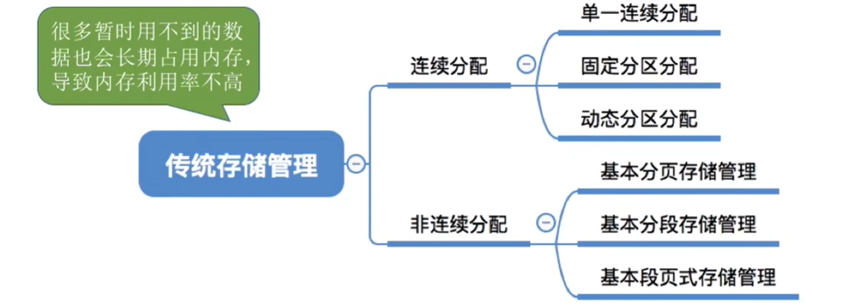 很多暂时用不到的数
据也会长期占用内存，
导致内存利用率不高
传统存储管理
连续分配
单一连续分配
固定分区分配
动态分区分配
非连续分配
基本分页存储管理
基本分段存储管理
基本段页式存储管理